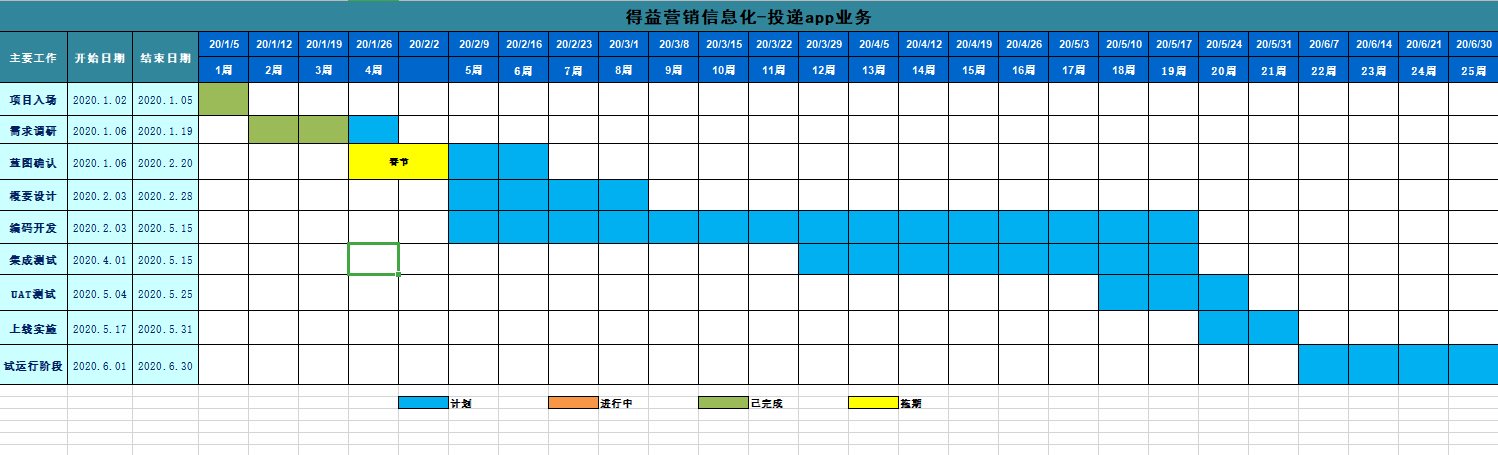 得益营销信息化-投递app业务
主要工作 开始日期 结束日期 20/1/5 20/1/12 20/1/19 20/1/26 20/2/2 20/2/9 20/2/16 20/2/23 20/3/1 20/3/8 20/3/15 20/3/22 20/3/29 20/4/5 20/4/12 20/4/19 20/4/26 20/5/3 20/5/10 20/5/17 20/5/24 20/5/31 20/6/7 20/6/14 20/6/21 20/6/30
1周 2周 3周 4周 5周 6周 7周 8周 9周 10周 11周 12周 13周 14周 15周 16周 17周 18周 19周 20周 21周 22周 23周 24周 25周
项目入场 2020.1.02 2020.1.05
需求调研 2020.1.06 2020.1.19
蓝图确认 2020.1.06 2020.2.20 春节
概要设计 2020.2.03 2020.2.28
编码开发 2020.2.03 2020.5.15
集成测试 2020.4.01 2020.5.15
UAT测试 2020.5.04 2020.5.25
上线实施 2020.5.17 2020.5.31
试运行阶段 2020.6.01 2020.6.30
计划 进行中 已完成 拖期